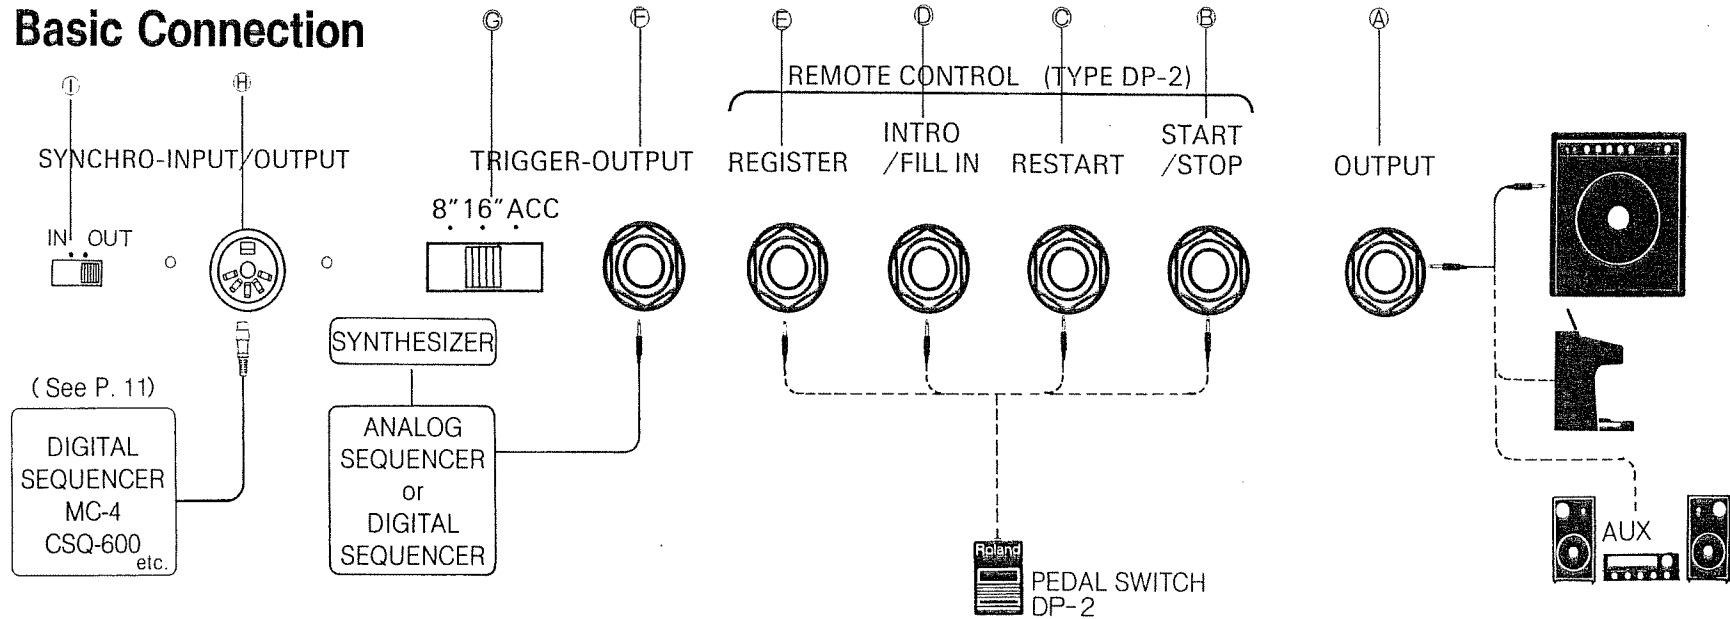 Basic Connection
Ⓖ Ⓕ Ⓔ Ⓓ Ⓒ Ⓑ Ⓐ
Ⓘ Ⓗ
REMOTE CONTROL (TYPE DP-2)
SYNCHRO-INPUT/OUTPUT
TRIGGER-OUTPUT
REGISTER
INTRO
/FILL IN
RESTART
START
/STOP
OUTPUT
8" 16" ACC
IN OUT
SYNTHESIZER
(See P. 11)
DIGITAL
SEQUENCER
MC-4
CSQ-600
etc.
ANALOG
SEQUENCER
or
DIGITAL
SEQUENCER
Roland
PEDAL SWITCH
DP-2
AUX